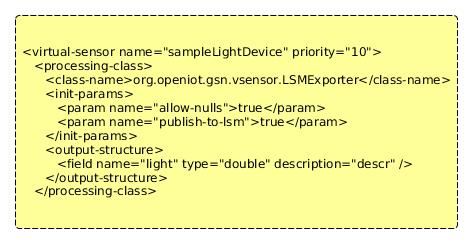 <virtual-sensor name="sampleLightDevice" priority="10">
<processing-class>
<class-name>org.openiot.gsn.vsensor.LSMExporter</class-name>
<init-params>
<param name="allow-nulls">true</param>
<param name="publish-to-lsm">true</param>
</init-params>
<output-structure>
<field name="light" type="double" description="descr" />
</output-structure>
</processing-class>